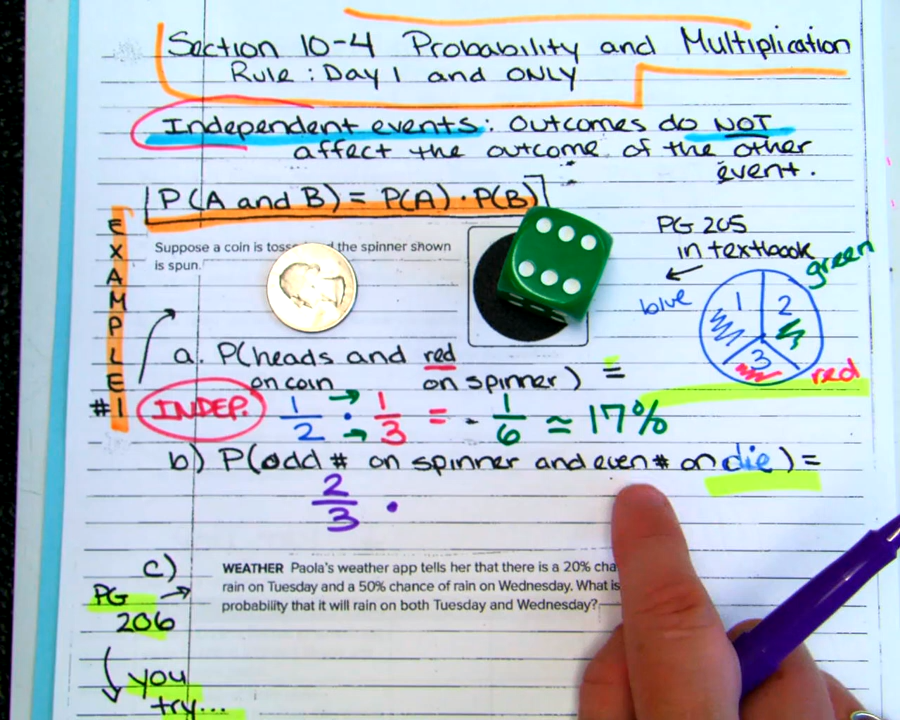 Section 10-4 Probability and Multiplication
Rule: Day 1 and ONLY
Independent events: Outcomes do NOT
affect the outcome of the other
event.
P(A and B) = P(A) · P(B)
EXAMPLE #1
Suppose a coin is the spinner shown
is spun.
PG 205
in textbook
←
green
blue
1
2
3
red
a. P(heads and red
on coin on spinner) =
INDEP. 1/2 · 1/3 = 1/6 ≈ 17%
b) P(odd # on spinner and even # on die) =
2/3 ·
c)
PG →
206
WEATHER Paola's weather app tells her that there is a 20%
rain on Tuesday and a 50% chance of rain on Wednesday. What
probability that it will rain on both Tuesday and Wednesday?
you
try...